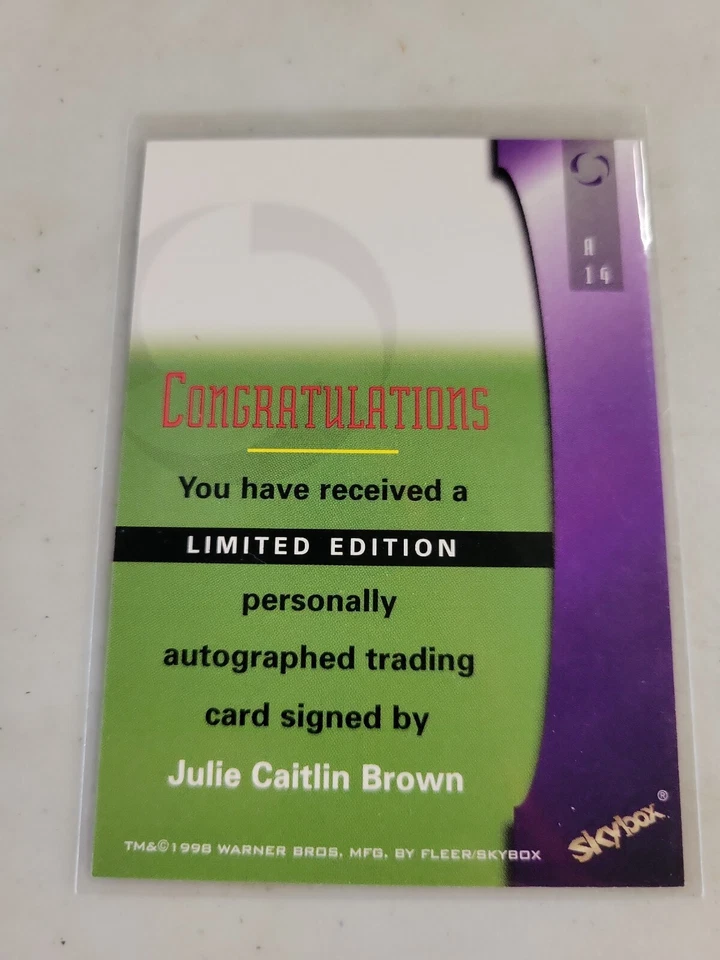 A
14
CONGRATULATIONS
You have received a
LIMITED EDITION
personally
autographed trading
card signed by
Julie Caitlin Brown
TM&©1998 WARNER BROS. MFG. BY FLEER/SKYBOX
Skybox®